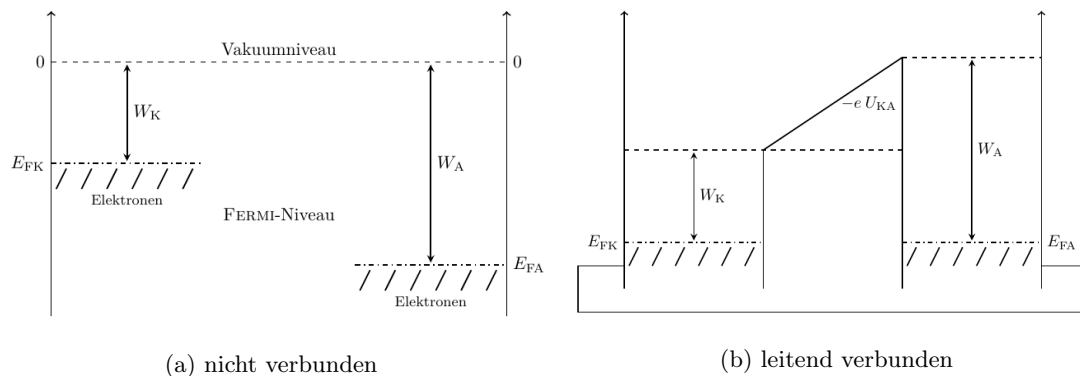 Vakuumniveau
0
0
W_K
W_A
E_FK
Elektronen
FERMI-Niveau
E_FA
Elektronen
(a) nicht verbunden
−e U_KA
W_K
W_A
E_FK
E_FA
(b) leitend verbunden